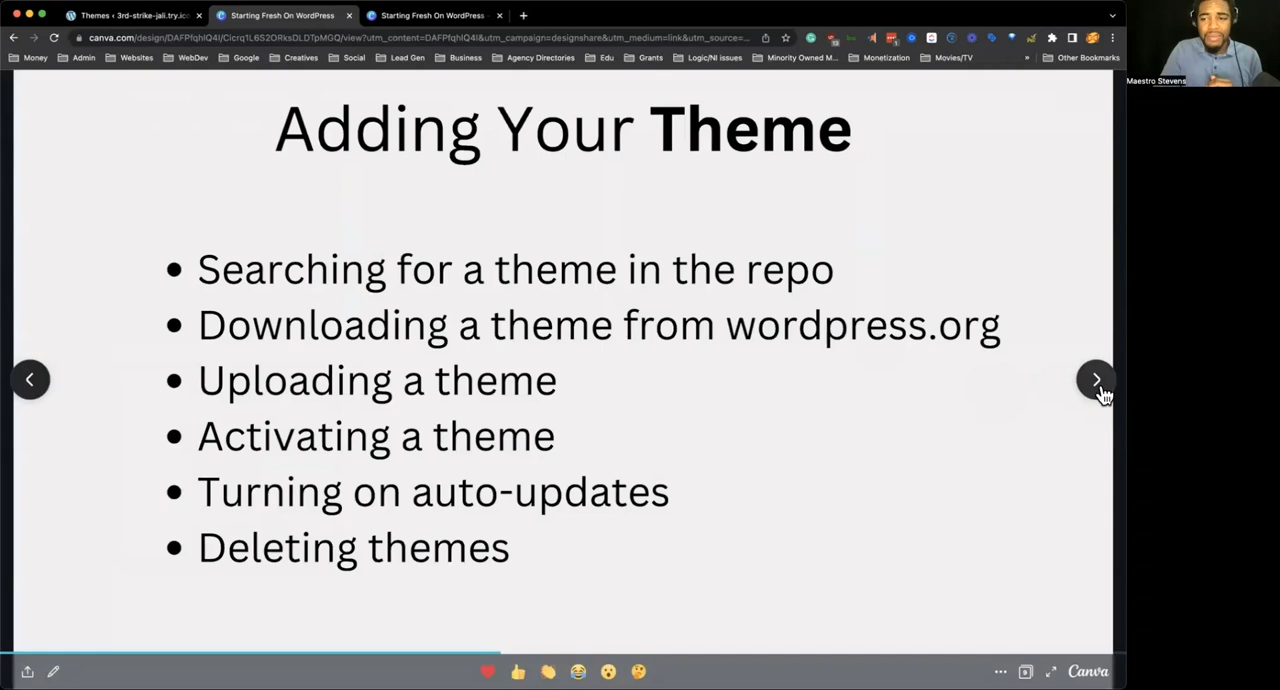 Themes < 3rd-strike-jali.try.ic
Starting Fresh On WordPress
Starting Fresh On WordPress -
canva.com/design/DAFPfqhlQ4I/Cicrq1L6S2ORksDLDTpMGQ/view?utm_content=DAFPfqhlQ4I&utm_campaign=designshare&utm_medium=link&utm_source=...
Money
Admin
Websites
WebDev
Google
Creatives
Social
Lead Gen
Business
Agency Directories
Edu
Grants
Logic/NI issues
Minority Owned M...
Monetization
Movies/TV
»
Other Bookmarks
Maestro Stevens
Adding Your Theme
• Searching for a theme in the repo
• Downloading a theme from wordpress.org
• Uploading a theme
• Activating a theme
• Turning on auto-updates
• Deleting themes
Canva